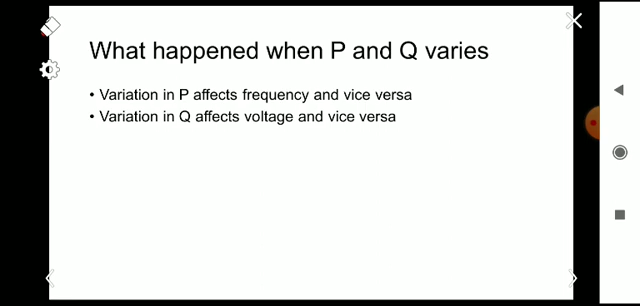 What happened when P and Q varies
• Variation in P affects frequency and vice versa
• Variation in Q affects voltage and vice versa